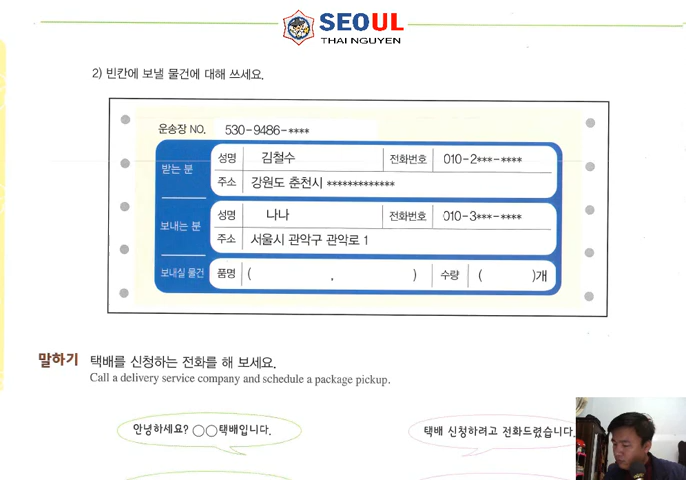 SEOUL
THAI NGUYEN
2) 빈칸에 보낼 물건에 대해 쓰세요.
운송장 NO. 530-9486-****
받는 분 성명 김철수 전화번호 010-2***-****
주소 강원도 춘천시 *************
보내는 분 성명 나나 전화번호 010-3***-****
주소 서울시 관악구 관악로 1
보내실 물건 품명 ( , ) 수량 ( )개
말하기 택배를 신청하는 전화를 해 보세요.
Call a delivery service company and schedule a package pickup.
안녕하세요? ○○택배입니다.
택배 신청하려고 전화드렸습니다.